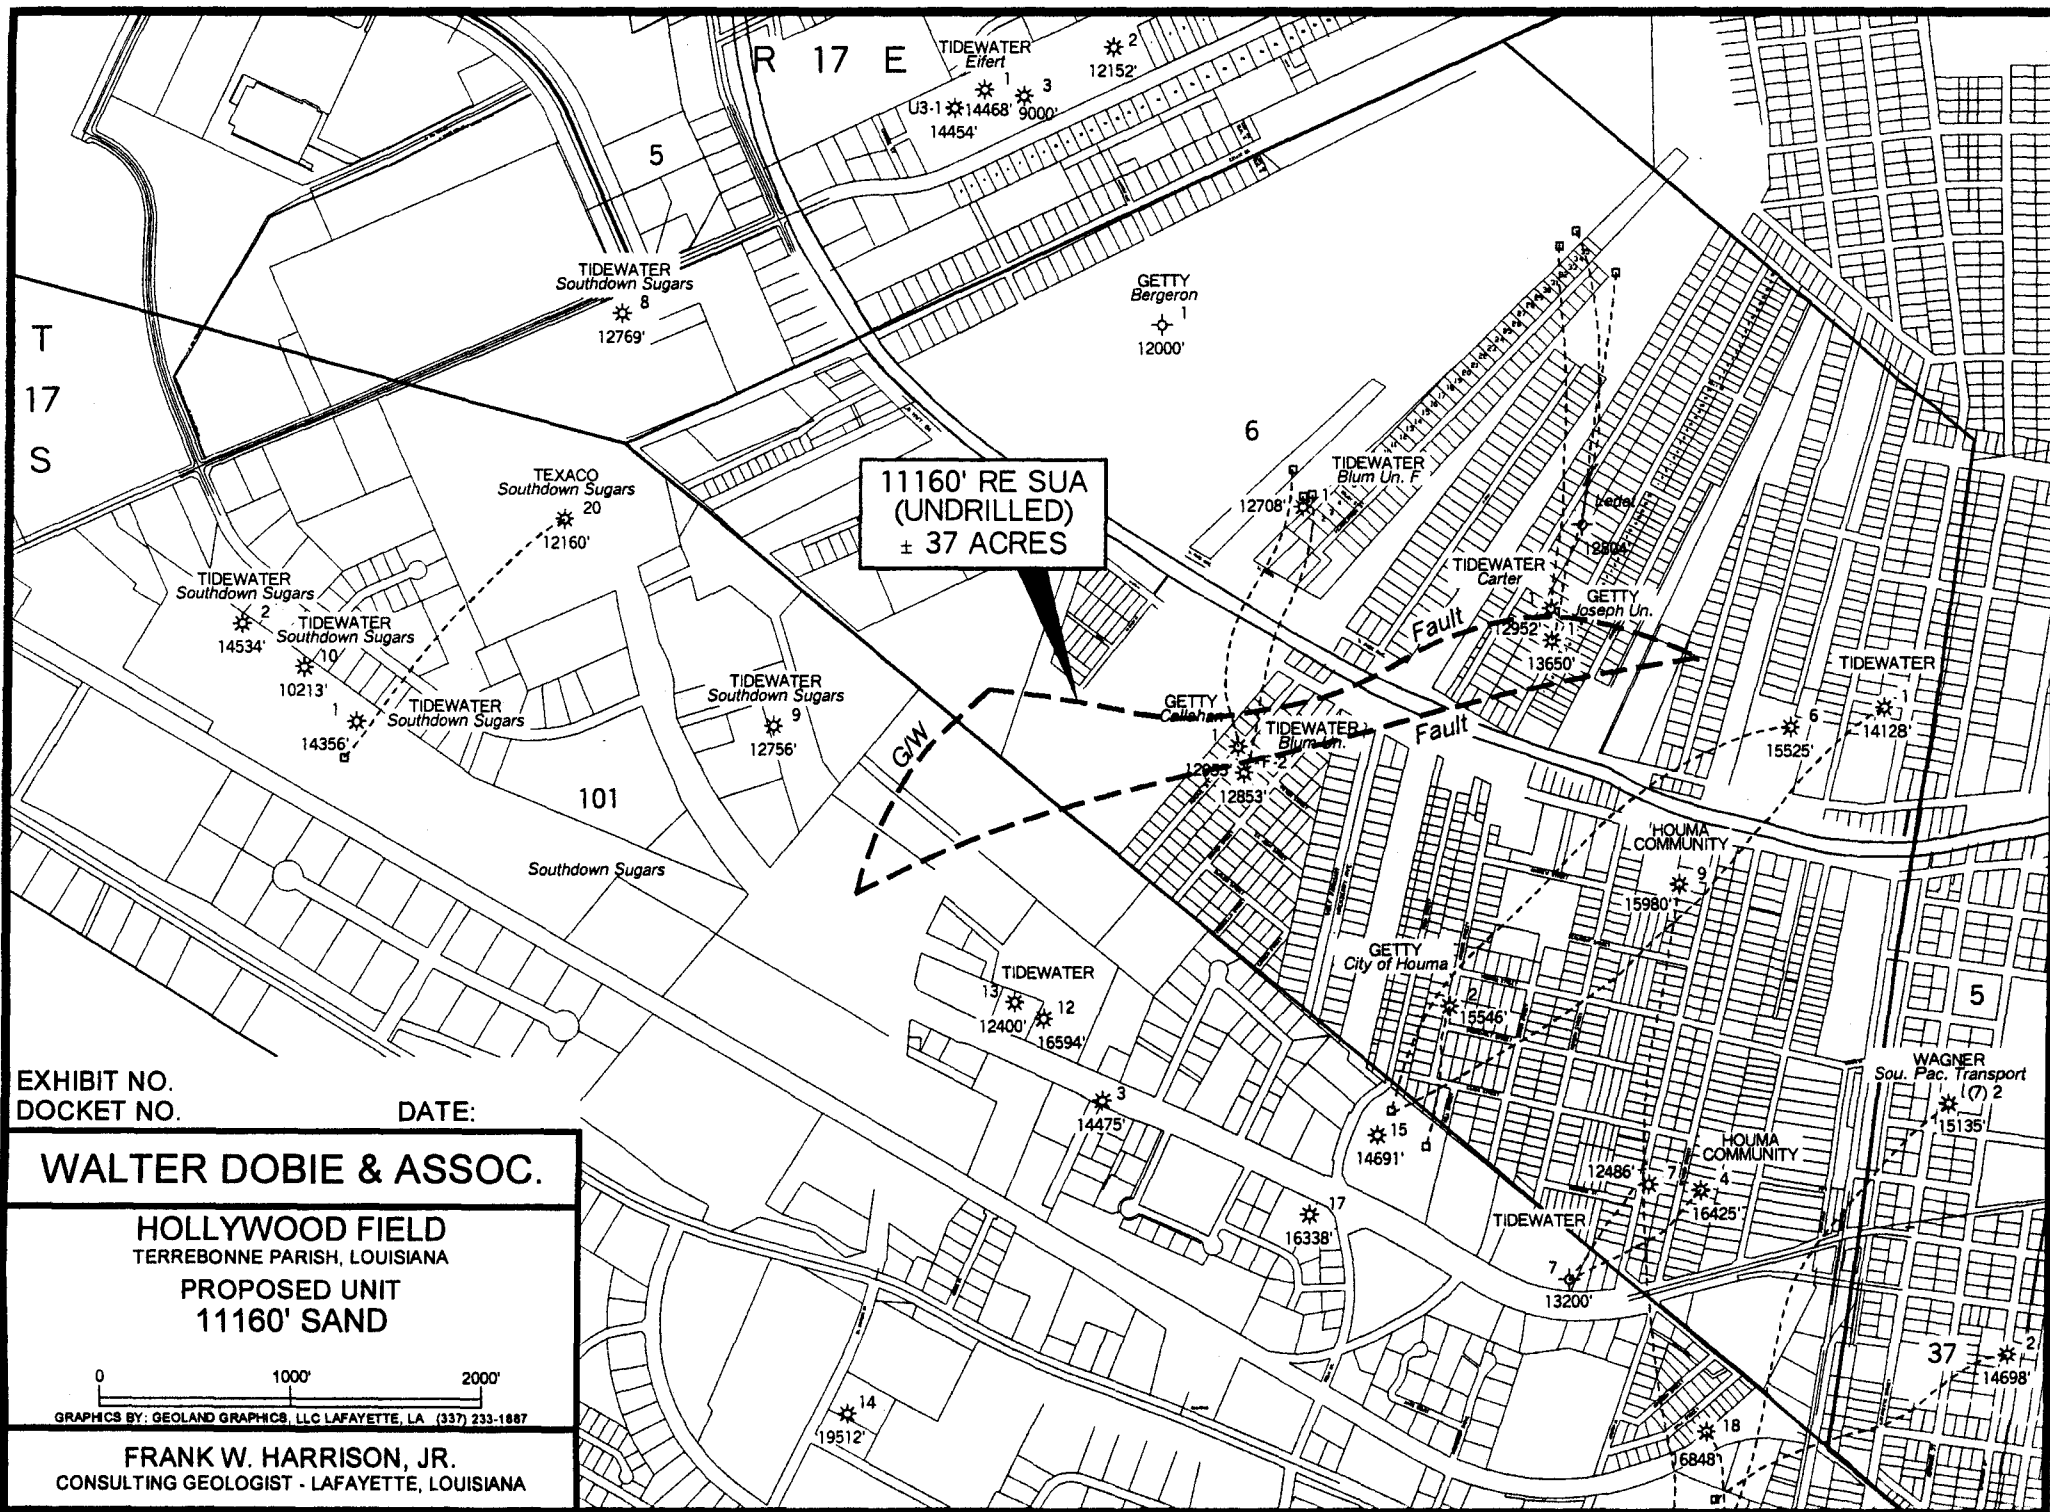 R 17 E
TIDEWATER
Eifert
2
12152'
1
3
U3-1
14468'
9000'
14454'
5
TIDEWATER
Southdown Sugars
8
12769'
GETTY
Bergeron
1
12000'
T
17
S
6
TEXACO
Southdown Sugars
20
12160'
11160' RE SUA
(UNDRILLED)
± 37 ACRES
TIDEWATER
Blum Un. F
1
12708'
Ledet
12804'
TIDEWATER
Carter
1
12952'
GETTY
Joseph Un.
1
13650'
Fault
Fault
TIDEWATER
Southdown Sugars
2
14534'
TIDEWATER
Southdown Sugars
10
10213'
TIDEWATER
Southdown Sugars
1
14356'
TIDEWATER
Southdown Sugars
9
12756'
G/W
GETTY
Callahan
1
TIDEWATER
Blum Un.
F-2
12853'
TIDEWATER
1
14128'
6
15525'
101
Southdown Sugars
HOUMA
COMMUNITY
9
15980'
GETTY
City of Houma
2
15546'
TIDEWATER
13
12400'
12
16594'
5
3
14475'
15
14691'
WAGNER
Sou. Pac. Transport
(7) 2
15135'
HOUMA
COMMUNITY
12486'
7
4
16425'
17
16338'
TIDEWATER
7
13200'
37
2
14698'
14
19512'
18
16848'
EXHIBIT NO.
DOCKET NO. DATE:
WALTER DOBIE & ASSOC.
HOLLYWOOD FIELD
TERREBONNE PARISH, LOUISIANA
PROPOSED UNIT
11160' SAND
0 1000' 2000'
GRAPHICS BY: GEOLAND GRAPHICS, LLC LAFAYETTE, LA (337) 233-1887
FRANK W. HARRISON, JR.
CONSULTING GEOLOGIST - LAFAYETTE, LOUISIANA